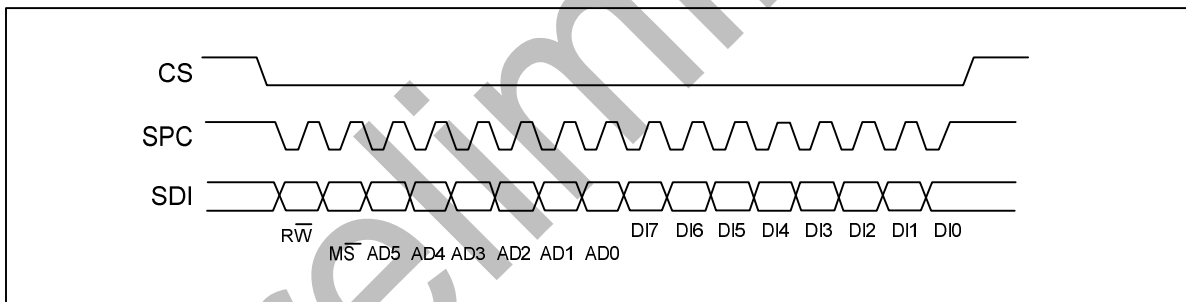 CS
SPC
SDI
RW̅ DI7 DI6 DI5 DI4 DI3 DI2 DI1 DI0
MS̅ AD5 AD4 AD3 AD2 AD1 AD0
relimi